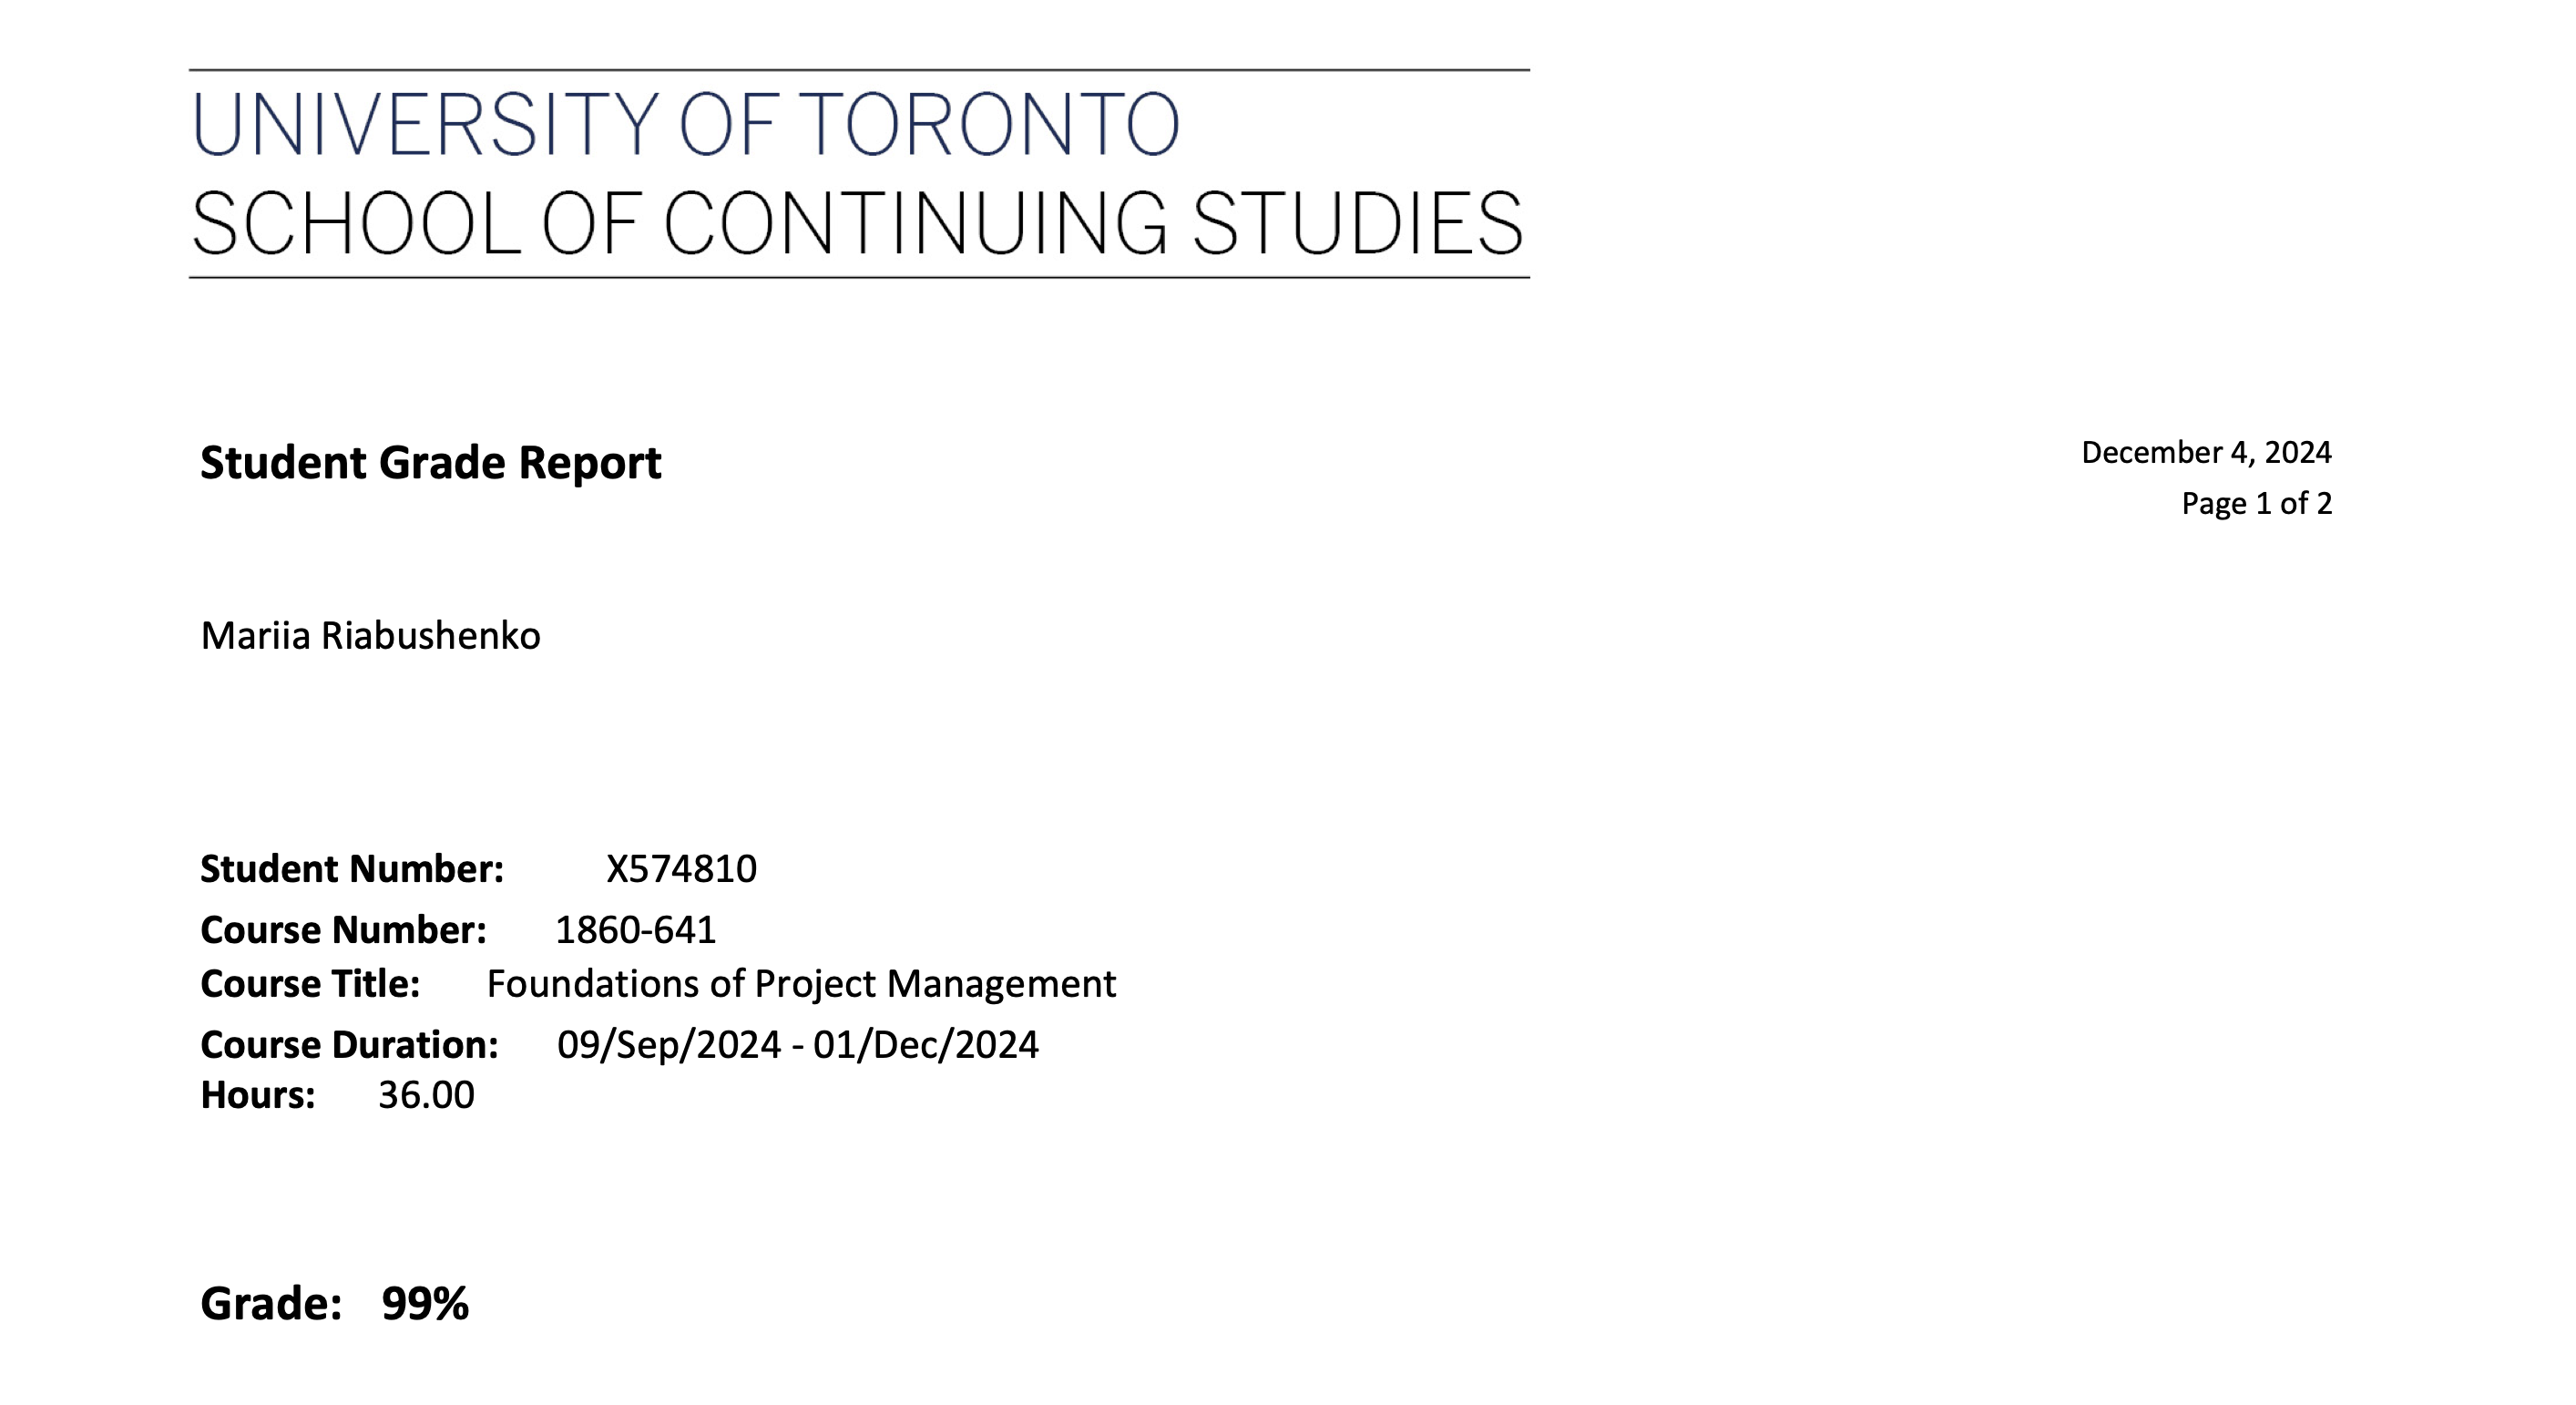 UNIVERSITY OF TORONTO
SCHOOL OF CONTINUING STUDIES
Student Grade Report
December 4, 2024
Page 1 of 2
Mariia Riabushenko
Student Number: X574810
Course Number: 1860-641
Course Title: Foundations of Project Management
Course Duration: 09/Sep/2024 - 01/Dec/2024
Hours: 36.00
Grade: 99%